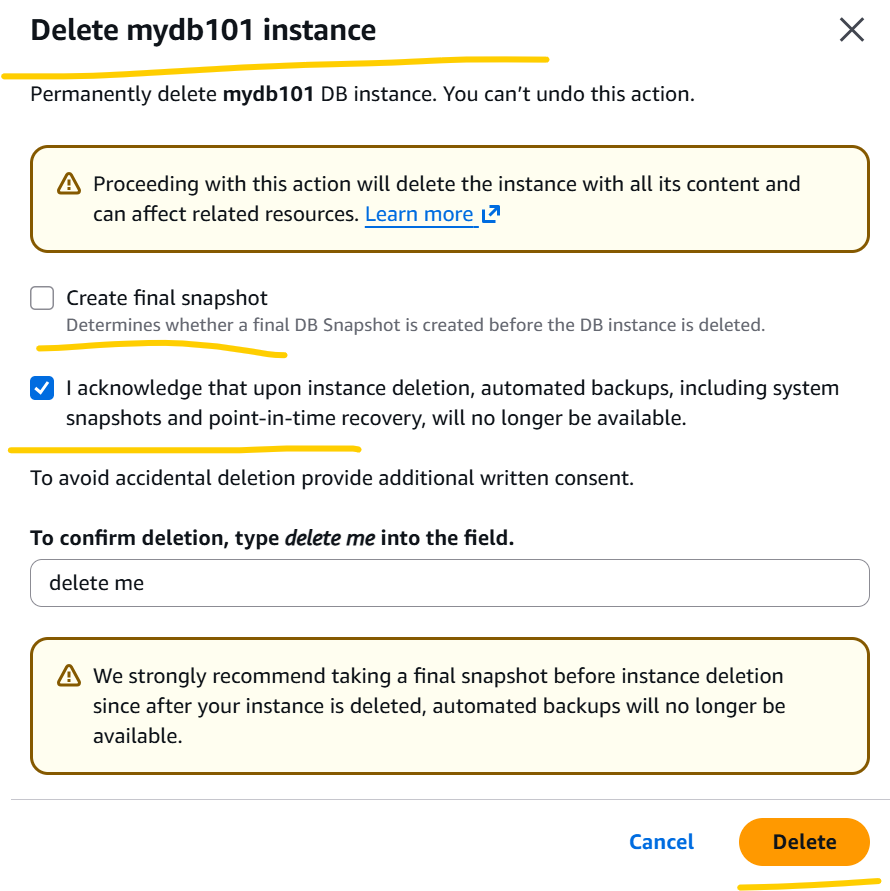 Delete mydb101 instance
Permanently delete mydb101 DB instance. You can’t undo this action.
Proceeding with this action will delete the instance with all its content and
can affect related resources. Learn more
Create final snapshot
Determines whether a final DB Snapshot is created before the DB instance is deleted.
I acknowledge that upon instance deletion, automated backups, including system
snapshots and point-in-time recovery, will no longer be available.
To avoid accidental deletion provide additional written consent.
To confirm deletion, type delete me into the field.
delete me
We strongly recommend taking a final snapshot before instance deletion
since after your instance is deleted, automated backups will no longer be
available.
Cancel
Delete